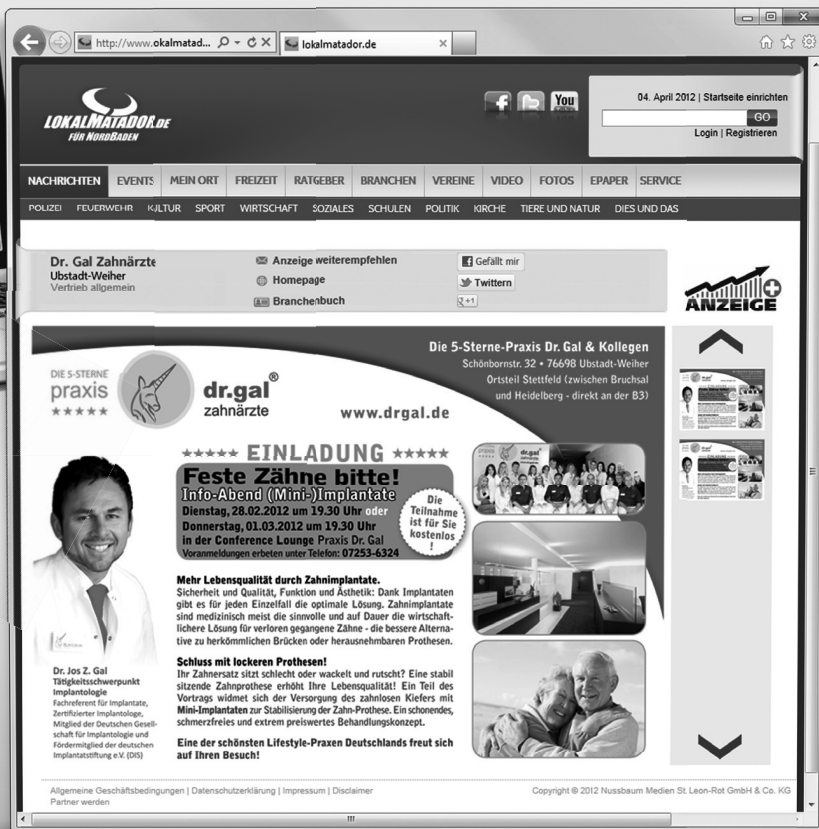 http://www.okalmatad...
lokalmatador.de
LOKALMATADOR.DE
FÜR NORDBADEN
You
04. April 2012 | Startseite einrichten
GO
Login | Registrieren
NACHRICHTEN EVENTS MEIN ORT FREIZEIT RATGEBER BRANCHEN VEREINE VIDEO FOTOS EPAPER SERVICE
POLIZEI FEUERWEHR KULTUR SPORT WIRTSCHAFT SOZIALES SCHULEN POLITIK KIRCHE TIERE UND NATUR DIES UND DAS
Dr. Gal Zahnärzte
Ubstadt-Weiher
Vertrieb allgemein
Anzeige weiterempfehlen
Homepage
Branchenbuch
Gefällt mir
Twittern
+1
ANZEIGE
Die 5-Sterne-Praxis Dr. Gal & Kollegen
Schönbornstr. 32 • 76698 Ubstadt-Weiher
Ortsteil Stettfeld (zwischen Bruchsal
und Heidelberg - direkt an der B3)
DIE 5-STERNE
praxis
★★★★★
dr.gal®
zahnärzte
www.drgal.de
★★★★★ EINLADUNG ★★★★★
Feste Zähne bitte!
Info-Abend (Mini-)Implantate
Dienstag, 28.02.2012 um 19.30 Uhr oder
Donnerstag, 01.03.2012 um 19.30 Uhr
in der Conference Lounge Praxis Dr. Gal
Voranmeldungen erbeten unter Telefon: 07253-6324
Die
Teilnahme
ist für Sie
kostenlos
!
dr.gal
Mehr Lebensqualität durch Zahnimplantate.
Sicherheit und Qualität, Funktion und Ästhetik: Dank Implantaten
gibt es für jeden Einzelfall die optimale Lösung. Zahnimplantate
sind medizinisch meist die sinnvolle und auf Dauer die wirtschaft-
lichere Lösung für verloren gegangene Zähne - die bessere Alterna-
tive zu herkömmlichen Brücken oder herausnehmbaren Prothesen.
Schluss mit lockeren Prothesen!
Ihr Zahnersatz sitzt schlecht oder wackelt und rutscht? Eine stabil
sitzende Zahnprothese erhöht Ihre Lebensqualität! Ein Teil des
Vortrags widmet sich der Versorgung des zahnlosen Kiefers mit
Mini-Implantaten zur Stabilisierung der Zahn-Prothese. Ein schonendes,
schmerzfreies und extrem preiswertes Behandlungskonzept.
Eine der schönsten Lifestyle-Praxen Deutschlands freut sich
auf Ihren Besuch!
Dr. Jos Z. Gal
Tätigkeitsschwerpunkt
Implantologie
Fachreferent für Implantate,
Zertifizierter Implantologe,
Mitglied der Deutschen Gesell-
schaft für Implantologie und
Fördermitglied der deutschen
Implantatstiftung e.V. (DIS)
Allgemeine Geschäftsbedingungen | Datenschutzerklärung | Impressum | Disclaimer
Partner werden
Copyright © 2012 Nussbaum Medien St. Leon-Rot GmbH & Co. KG